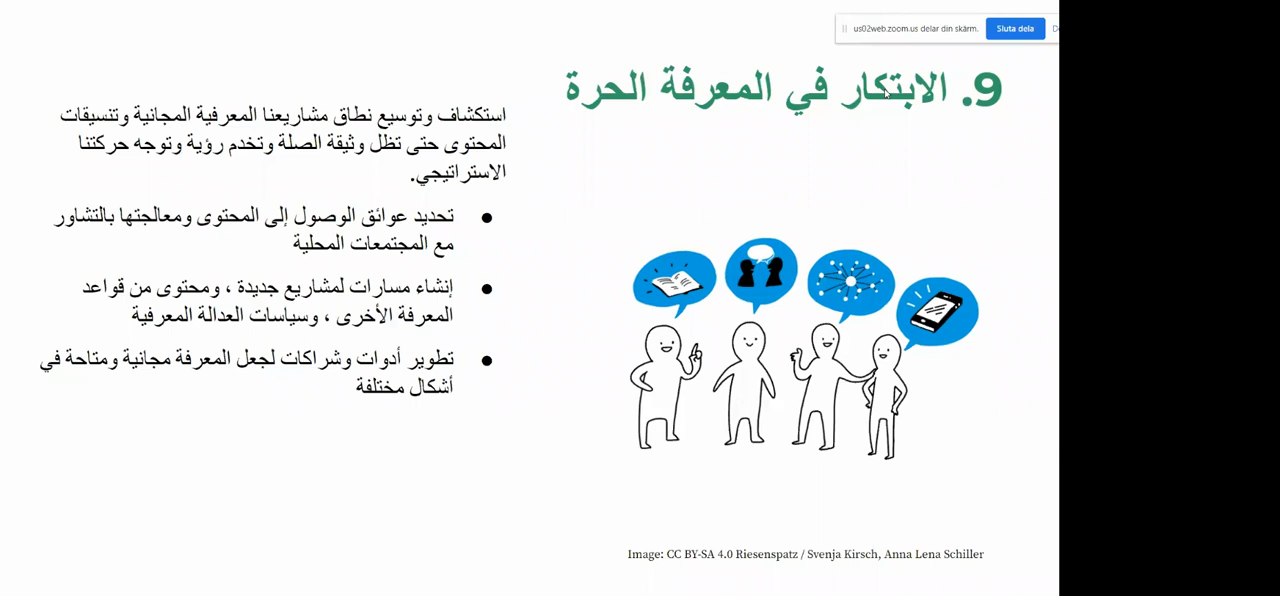 us02web.zoom.us delar din skärm.
Sluta dela
9. الابتكار في المعرفة الحرة
استكشاف وتوسيع نطاق مشاريعنا المعرفية المجانية وتنسيقات
المحتوى حتى تظل وثيقة الصلة وتخدم رؤية وتوجه حركتنا
الاستراتيجي.
● تحديد عوائق الوصول إلى المحتوى ومعالجتها بالتشاور
مع المجتمعات المحلية
● إنشاء مسارات لمشاريع جديدة ، ومحتوى من قواعد
المعرفة الأخرى ، وسياسات العدالة المعرفية
● تطوير أدوات وشراكات لجعل المعرفة مجانية ومتاحة في
أشكال مختلفة
Image: CC BY-SA 4.0 Riesenspatz / Svenja Kirsch, Anna Lena Schiller